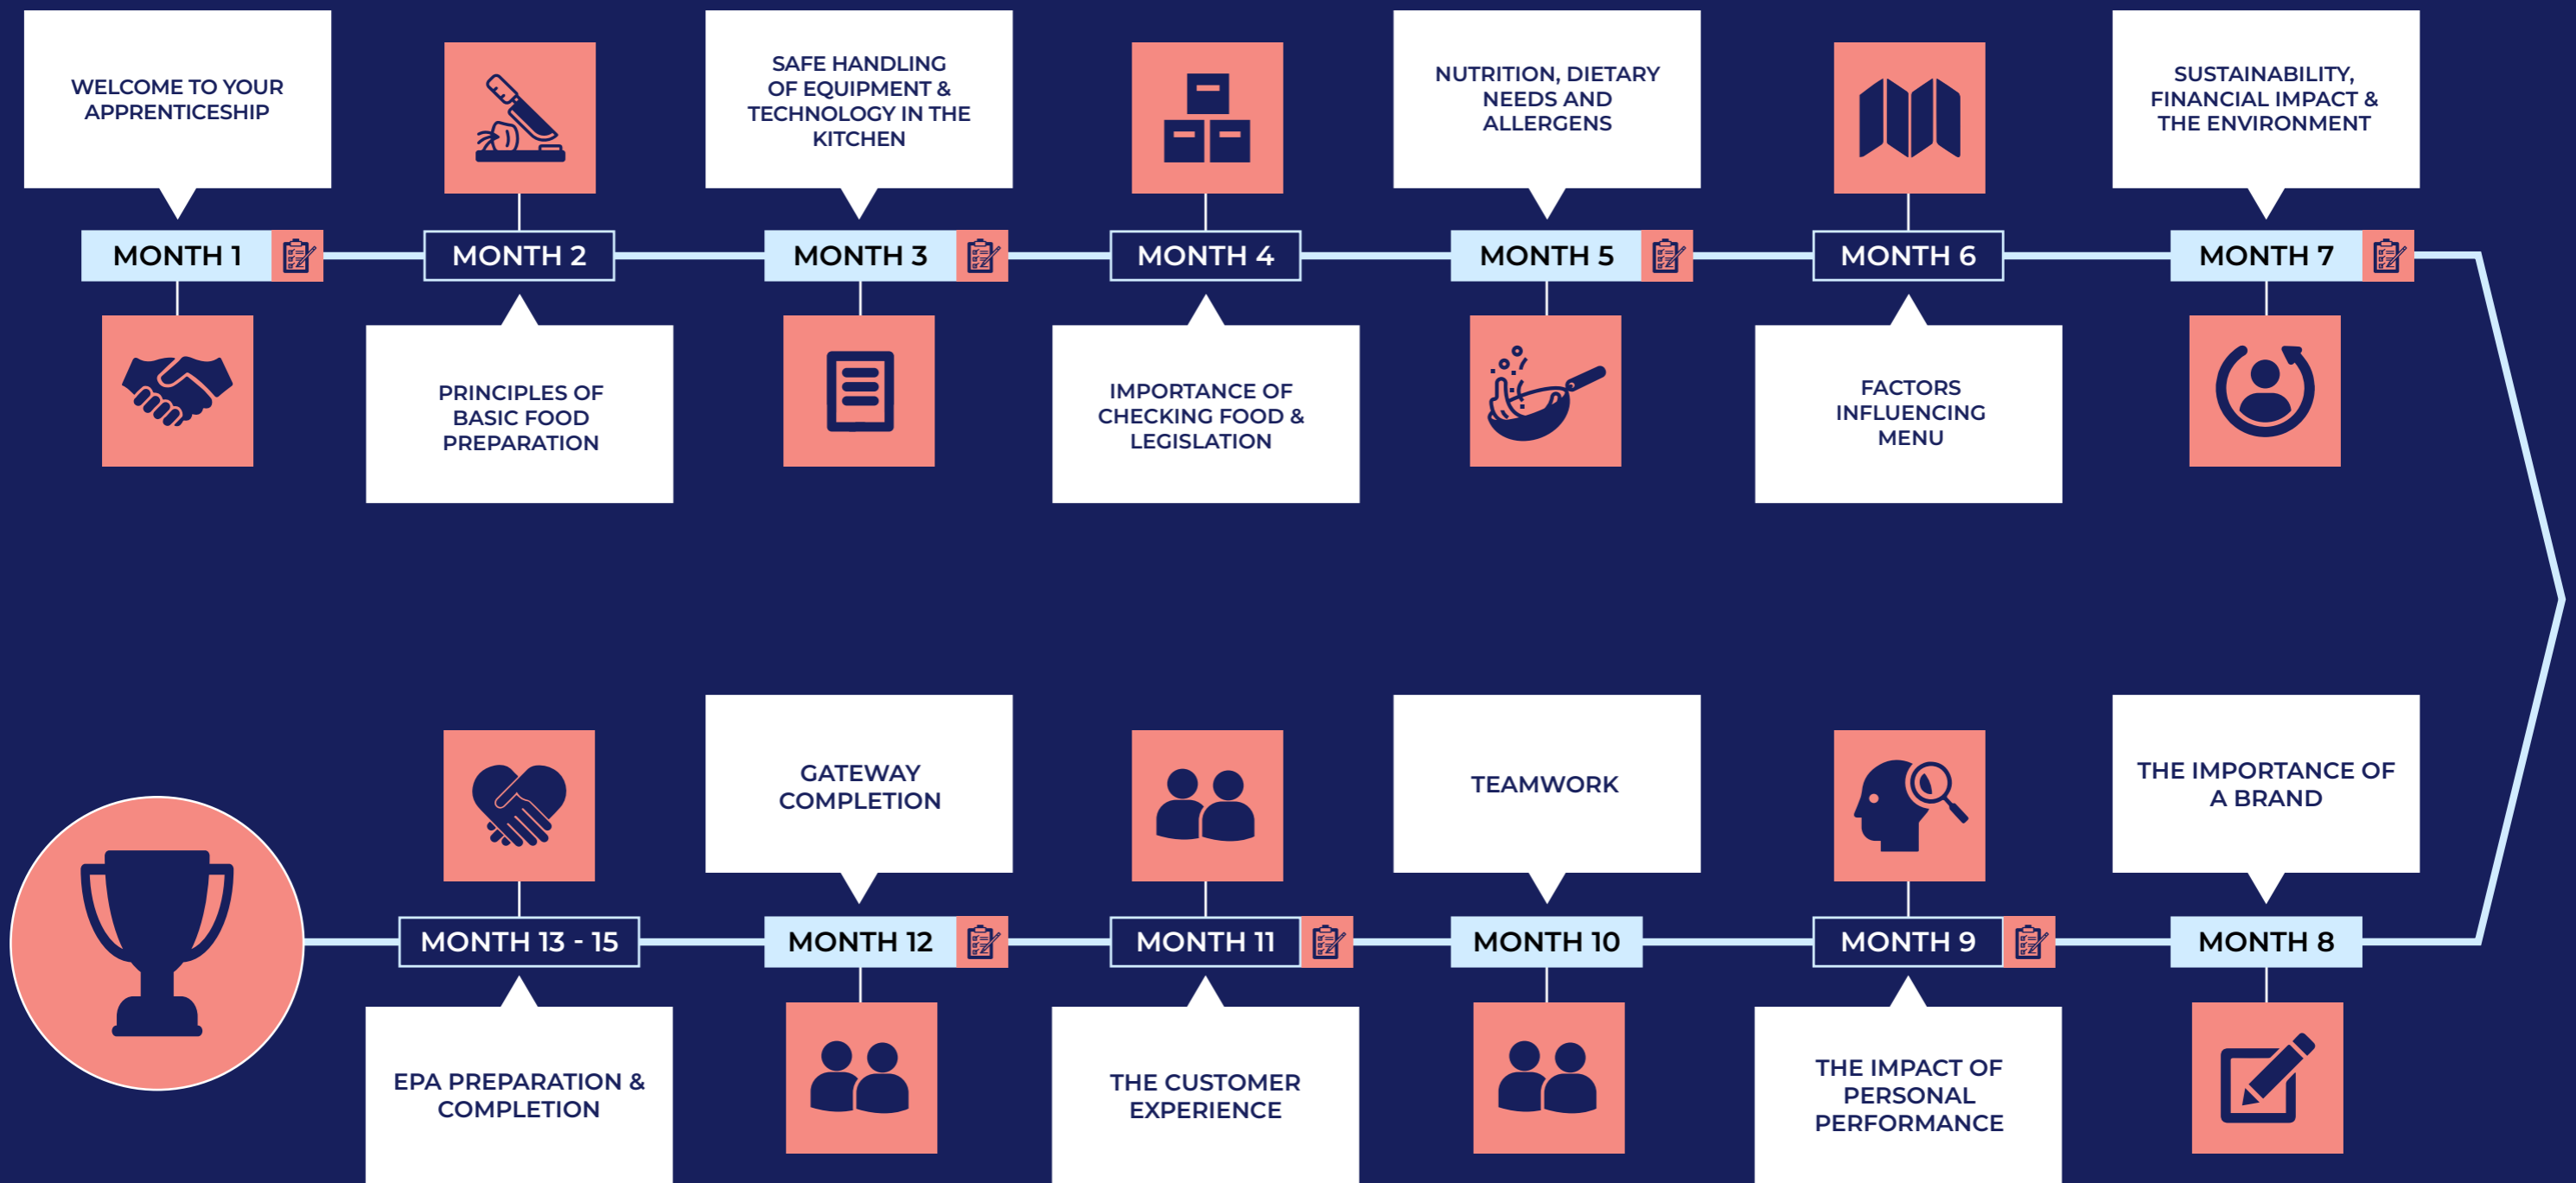 WELCOME TO YOUR
APPRENTICESHIP
MONTH 1
MONTH 2
PRINCIPLES OF
BASIC FOOD
PREPARATION
SAFE HANDLING
OF EQUIPMENT &
TECHNOLOGY IN THE
KITCHEN
MONTH 3
MONTH 4
IMPORTANCE OF
CHECKING FOOD &
LEGISLATION
NUTRITION, DIETARY
NEEDS AND
ALLERGENS
MONTH 5
MONTH 6
FACTORS
INFLUENCING
MENU
SUSTAINABILITY,
FINANCIAL IMPACT &
THE ENVIRONMENT
MONTH 7
THE IMPORTANCE OF
A BRAND
MONTH 8
MONTH 9
THE IMPACT OF
PERSONAL
PERFORMANCE
TEAMWORK
MONTH 10
MONTH 11
THE CUSTOMER
EXPERIENCE
GATEWAY
COMPLETION
MONTH 12
MONTH 13 - 15
EPA PREPARATION &
COMPLETION